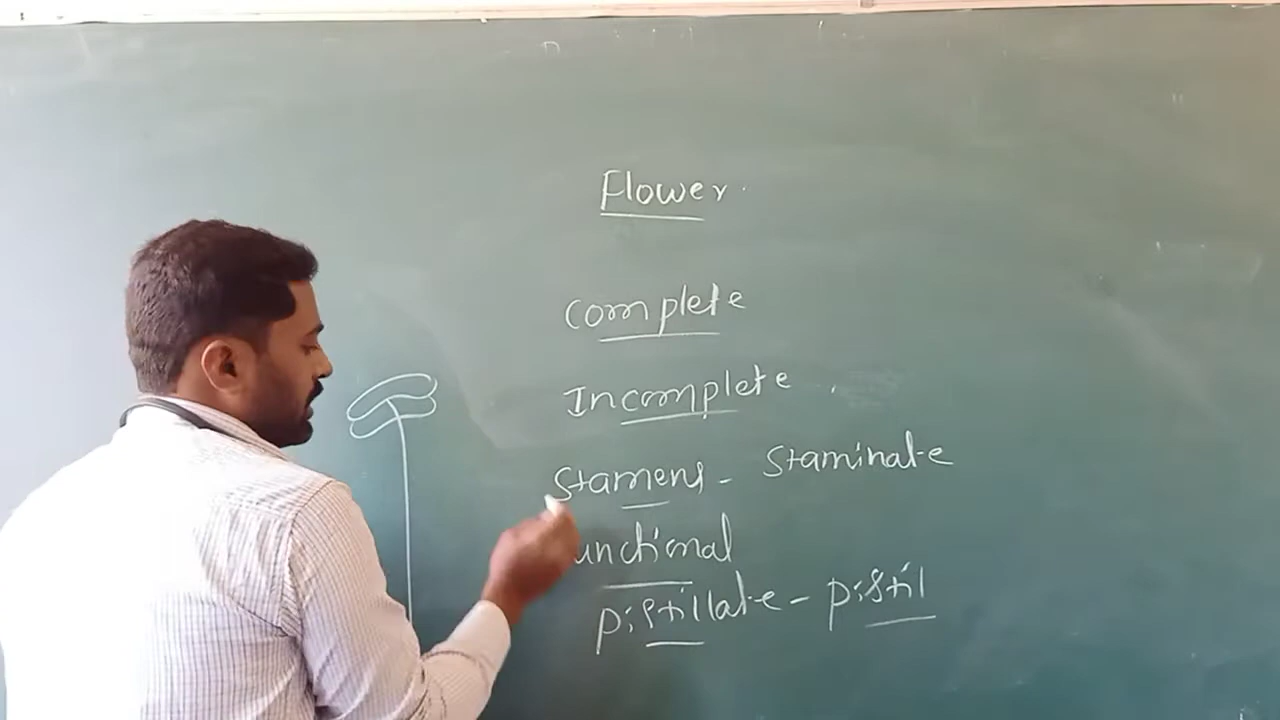 Flower.
Complete
Incomplete
Stamens - Staminate
unctional
Pistillate - Pistil